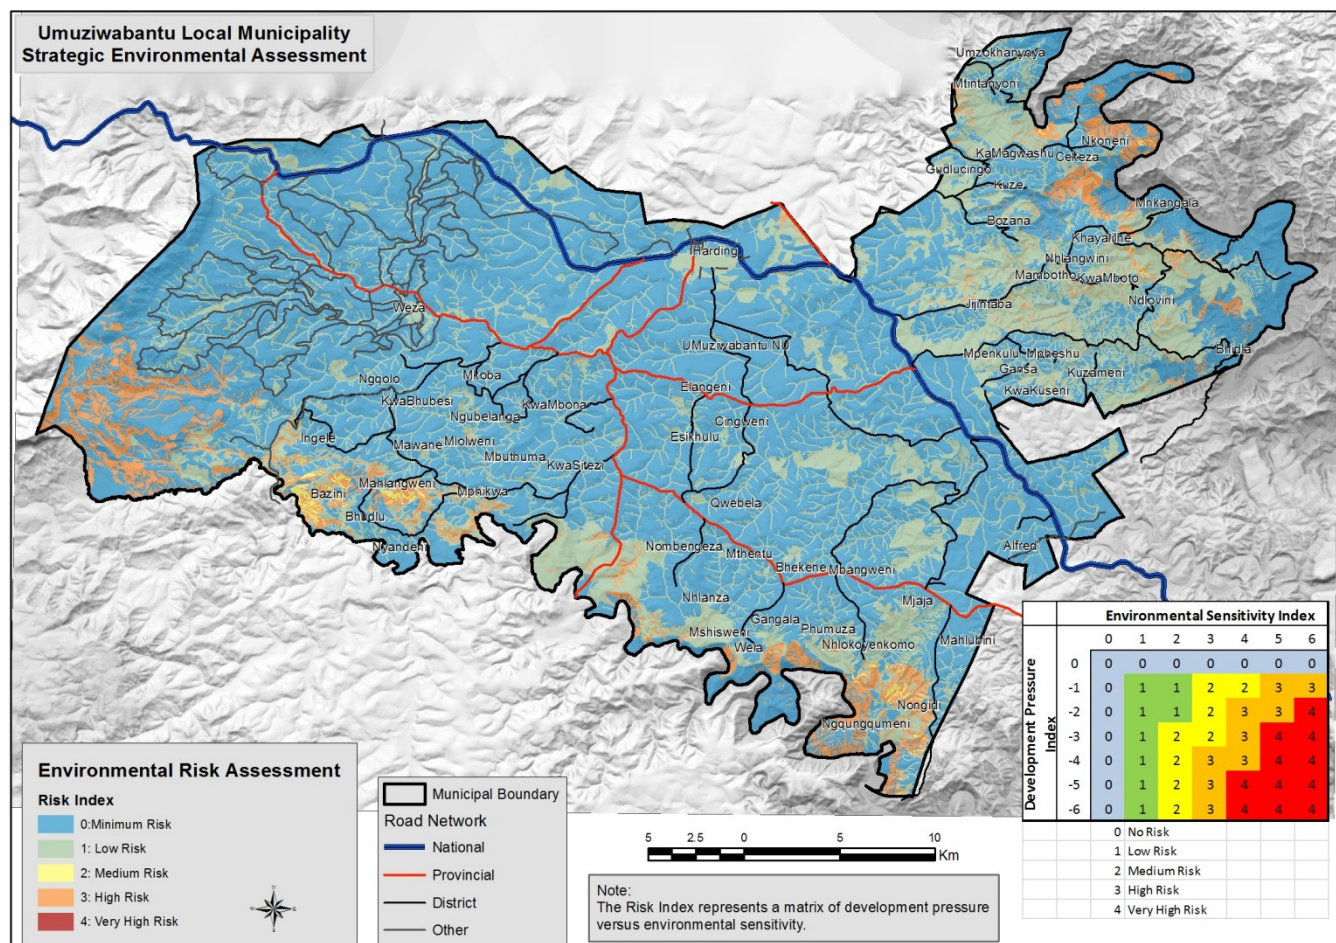 Umuziwabantu Local Municipality
Strategic Environmental Assessment
Umzokhanyoya
Mtintanyoni
Nkoneni
KaMagwashu
Cekeza
Gudlucingo
Kuze
Mhkangala
Bozana
Khayalihle
Nhlangwini
Mambotho
KwaMboto
Ndlovini
Jijintaba
Bhidla
Mpenkulu
Mpheshu
Gansa
Kuzameni
KwaKuseni
Harding
Weza
UMuziwabantu NU
Ngqolo
Mkoba
Elangeni
KwaBhubesi
KwaMbona
Ngubelanga
Cingweni
Ingele
Mawane
Mlolweni
Esikhulu
Mbuthuma
KwaSitezi
Bazini
Mahlangweni
Mphikwa
Qwebela
Bhudlu
Nyandeni
Nombengeza
Mthentu
Alfred
Bhekene
Mbangweni
Nhlanza
Mjaja
Gangala
Mshisweni
Phumuza
Wela
Nhlokoyenkomo
Mahlubini
Nongidi
Ngqungqumeni
Environmental Risk Assessment
Risk Index
0:Minimum Risk
1: Low Risk
2: Medium Risk
3: High Risk
4: Very High Risk
N
Municipal Boundary
Road Network
National
Provincial
District
Other
5 2.5 0 5 10
Km
Note:
The Risk Index represents a matrix of development pressure
versus environmental sensitivity.
Environmental Sensitivity Index
0 1 2 3 4 5 6
Development Pressure
Index
0 0 0 0 0 0 0 0
-1 0 1 1 2 2 3 3
-2 0 1 1 2 3 3 4
-3 0 1 2 2 3 4 4
-4 0 1 2 3 3 4 4
-5 0 1 2 3 4 4 4
-6 0 1 2 3 4 4 4
0 No Risk
1 Low Risk
2 Medium Risk
3 High Risk
4 Very High Risk